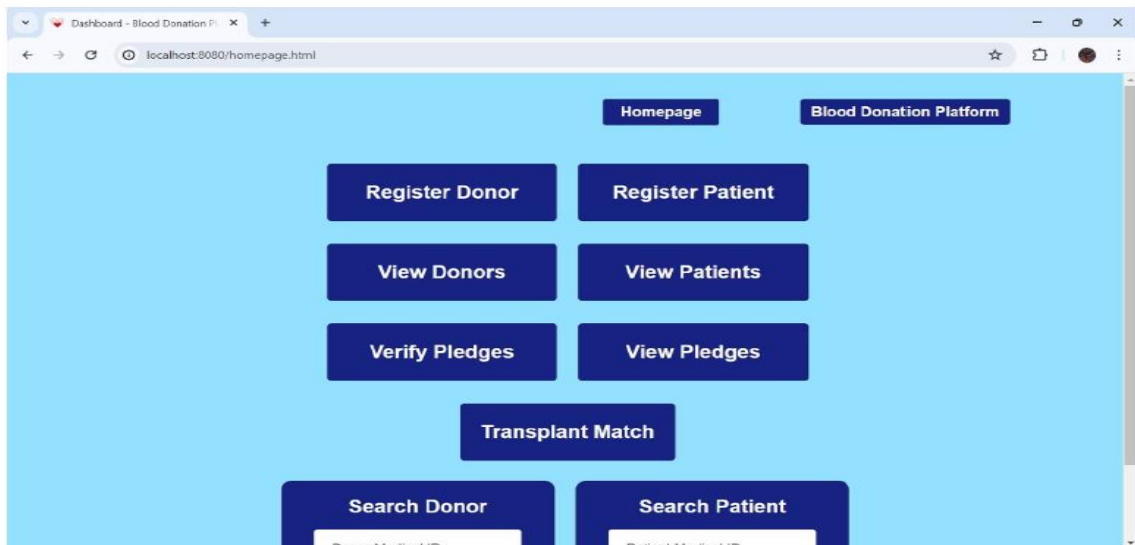 Dashboard - Blood Donation Pl
localhost:8080/homepage.html
Homepage Blood Donation Platform
Register Donor Register Patient
View Donors View Patients
Verify Pledges View Pledges
Transplant Match
Search Donor Search Patient